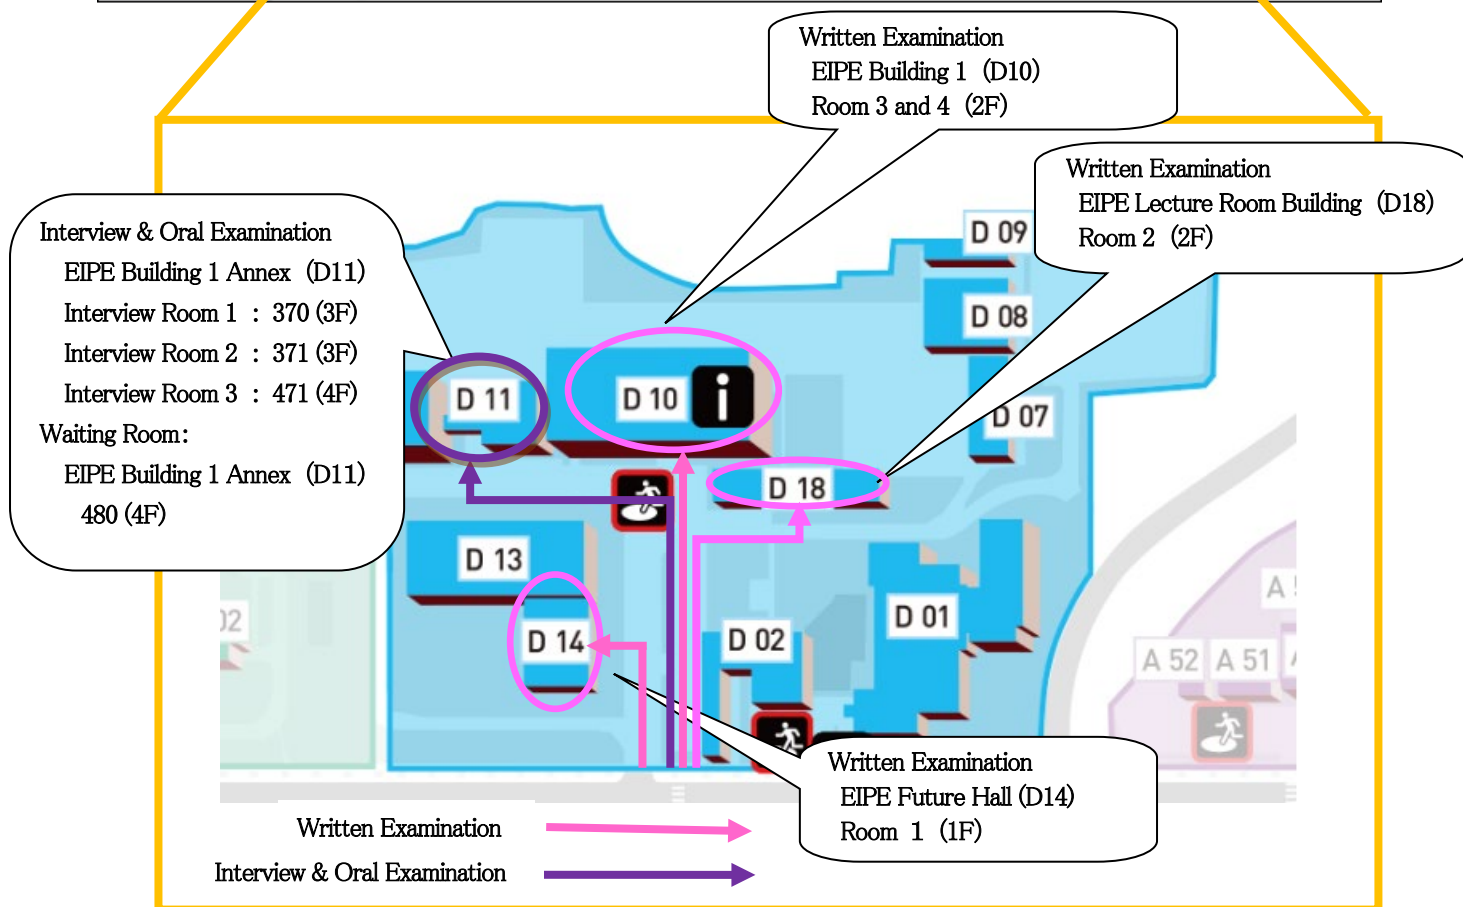 Written Examination
EIPE Building 1 (D10)
Room 3 and 4 (2F)
Written Examination
EIPE Lecture Room Building (D18)
Room 2 (2F)
Interview & Oral Examination
EIPE Building 1 Annex (D11)
Interview Room 1 : 370 (3F)
Interview Room 2 : 371 (3F)
Interview Room 3 : 471 (4F)
Waiting Room:
EIPE Building 1 Annex (D11)
480 (4F)
D 09
D 08
D 11
D 10
i
D 07
D 18
D 13
D 14
D 02
D 01
02
A 52
A 51
Written Examination
EIPE Future Hall (D14)
Room 1 (1F)
Written Examination
Interview & Oral Examination